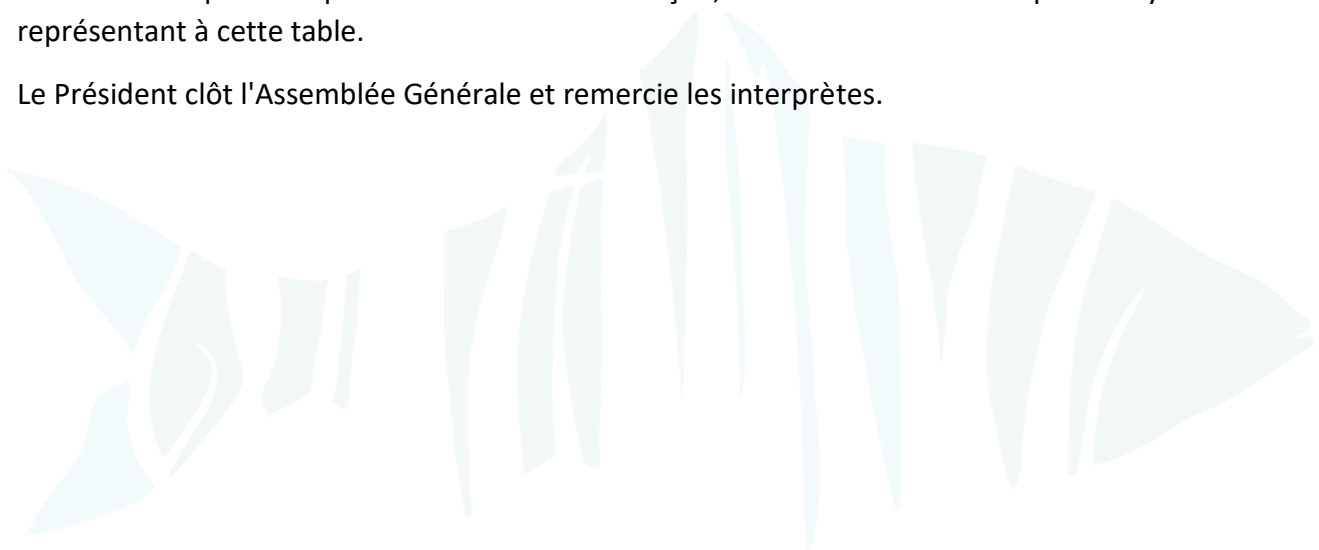 représentant à cette table.
Le Président clôt l'Assemblée Générale et remercie les interprètes.